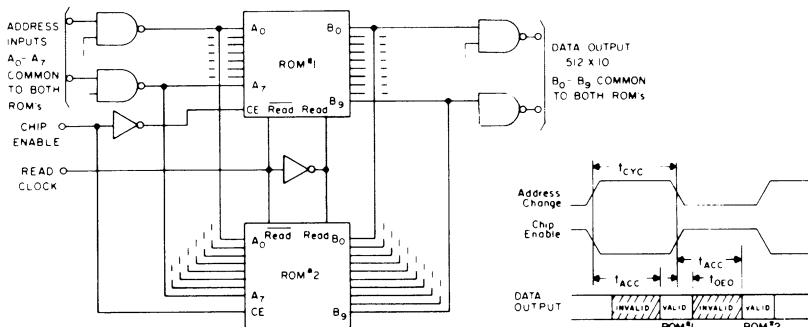 ADDRESS
INPUTS
A0-A7
COMMON
TO BOTH
ROM's
CHIP
ENABLE
READ
CLOCK
A0
B0
ROM#1
A7
B9
CE Read Read
DATA OUTPUT
512 X 10
B0-B9 COMMON
TO BOTH ROM's
Read Read
A0
B0
ROM#2
A7
CE
B9
tCYC
Address
Change
Chip
Enable
tACC
tACC
tOEO
DATA
OUTPUT
INVALID VALID INVALID VALID
ROM#1 ROM#2